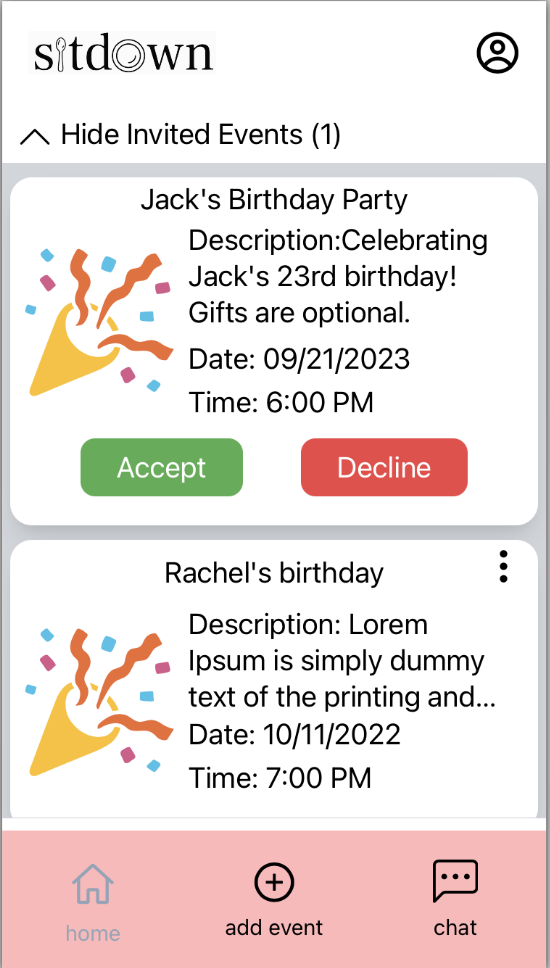 sitdown
Hide Invited Events (1)
Jack's Birthday Party
Description:Celebrating
Jack's 23rd birthday!
Gifts are optional.
Date: 09/21/2023
Time: 6:00 PM
Accept
Decline
Rachel's birthday
Description: Lorem
Ipsum is simply dummy
text of the printing and...
Date: 10/11/2022
Time: 7:00 PM
home
add event
chat